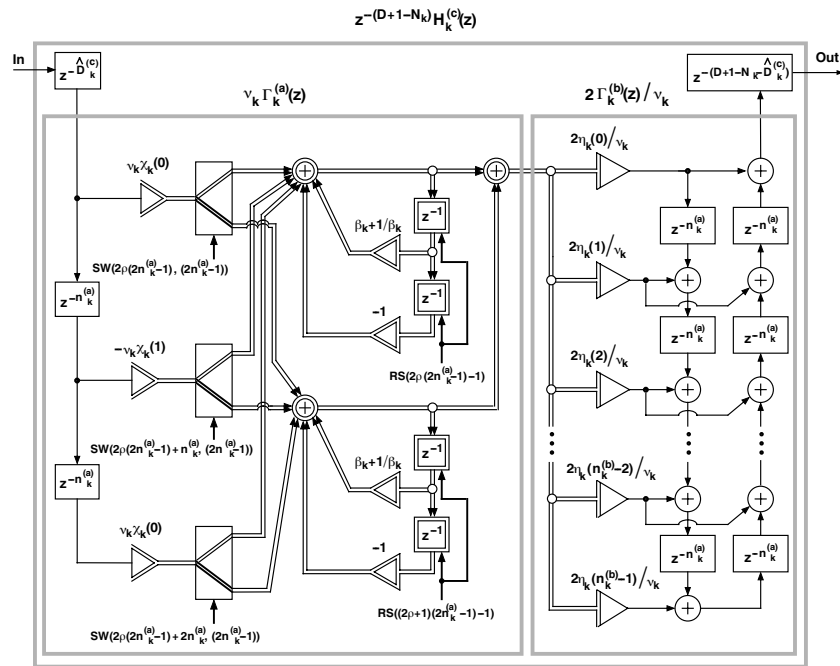 z^{-(D+1-N_k)} H_k^{(c)}(z)
In
z^{-D̂_k^{(c)}}
Out
z^{-(D+1-N_k-D̂_k^{(c)})}
ν_k Γ_k^{(a)}(z)
2 Γ_k^{(b)}(z)/ν_k
ν_k χ_k(0)
SW(2ρ(2n_k^{(a)}-1), (2n_k^{(a)}-1))
z^{-n_k^{(a)}}
-ν_k χ_k(1)
SW(2ρ(2n_k^{(a)}-1)+n_k^{(a)}, (2n_k^{(a)}-1))
z^{-n_k^{(a)}}
ν_k χ_k(0)
SW(2ρ(2n_k^{(a)}-1)+2n_k^{(a)}, (2n_k^{(a)}-1))
+
z^{-1}
β_k+1/β_k
z^{-1}
-1
RS(2ρ(2n_k^{(a)}-1)-1)
+
+
z^{-1}
β_k+1/β_k
z^{-1}
-1
RS((2ρ+1)(2n_k^{(a)}-1)-1)
2η_k(0)/ν_k
+
z^{-n_k^{(a)}}
z^{-n_k^{(a)}}
2η_k(1)/ν_k
+
+
z^{-n_k^{(a)}}
z^{-n_k^{(a)}}
2η_k(2)/ν_k
+
+
2η_k(n_k^{(b)}-2)/ν_k
+
+
z^{-n_k^{(a)}}
z^{-n_k^{(a)}}
2η_k(n_k^{(b)}-1)/ν_k
+